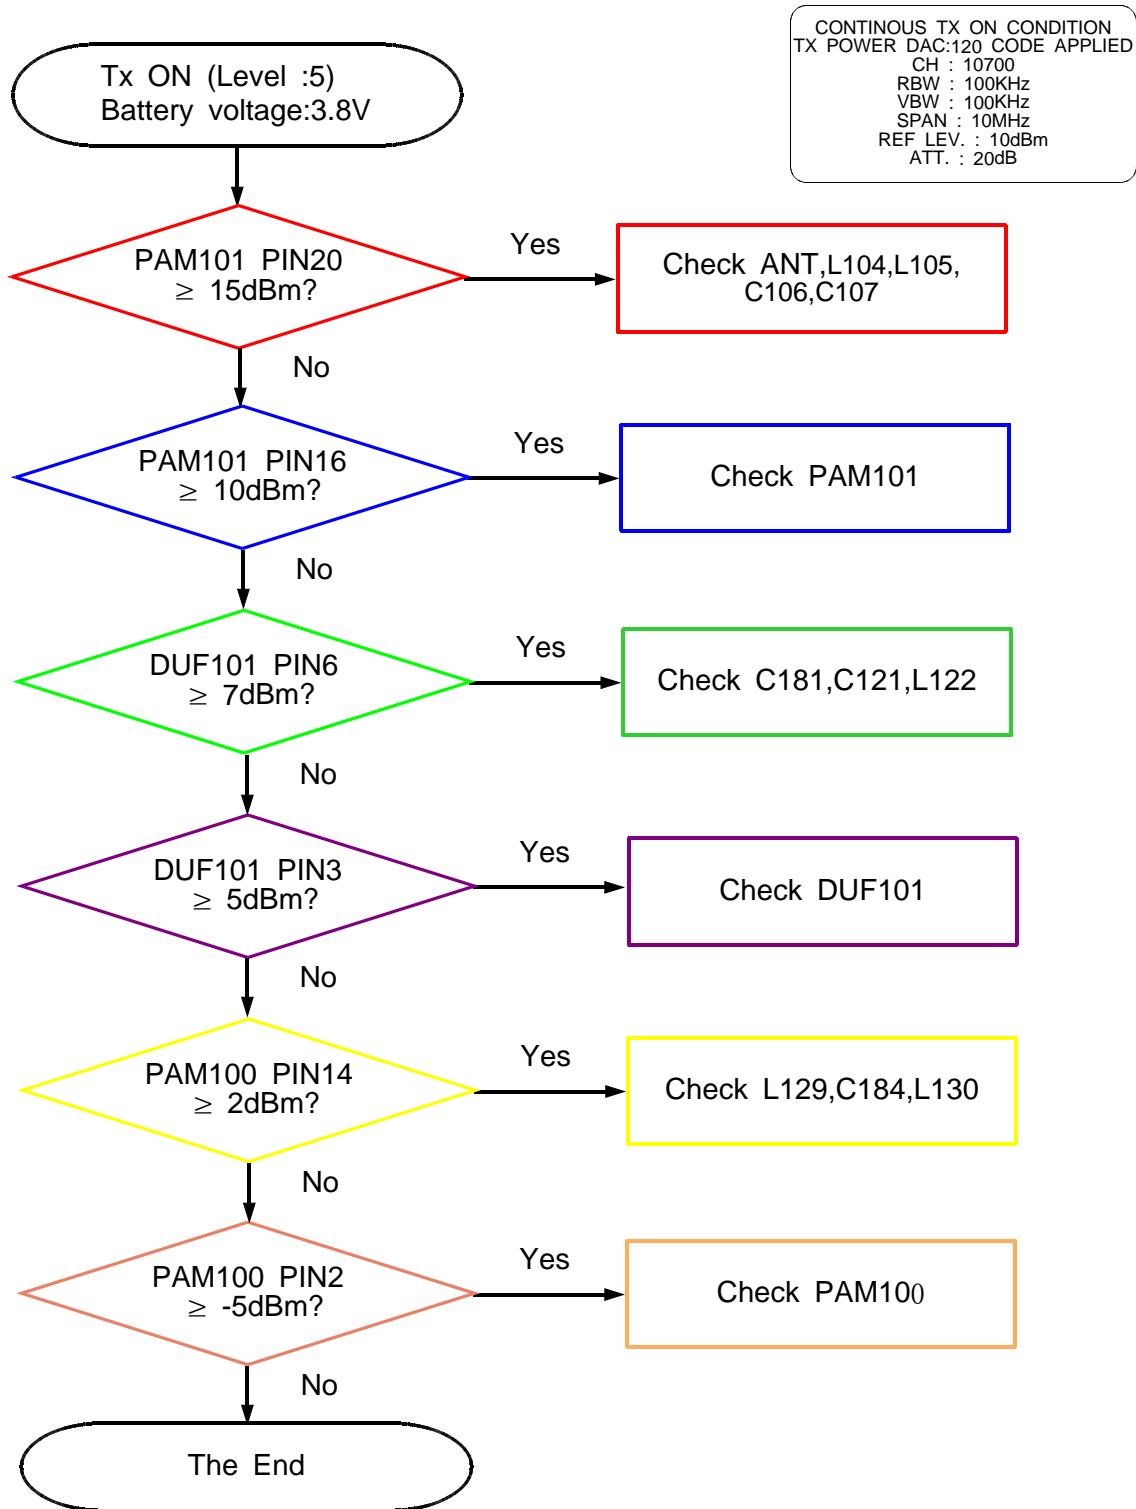 CONTINOUS TX ON CONDITION
TX POWER DAC:120 CODE APPLIED
CH : 10700
RBW : 100KHz
VBW : 100KHz
SPAN : 10MHz
REF LEV. : 10dBm
ATT. : 20dB
Tx ON (Level :5)
Battery voltage:3.8V
PAM101 PIN20
≥ 15dBm?
Yes
Check ANT,L104,L105,
C106,C107
No
PAM101 PIN16
≥ 10dBm?
Yes
Check PAM101
No
DUF101 PIN6
≥ 7dBm?
Yes
Check C181,C121,L122
No
DUF101 PIN3
≥ 5dBm?
Yes
Check DUF101
No
PAM100 PIN14
≥ 2dBm?
Yes
Check L129,C184,L130
No
PAM100 PIN2
≥ -5dBm?
Yes
Check PAM100
No
The End